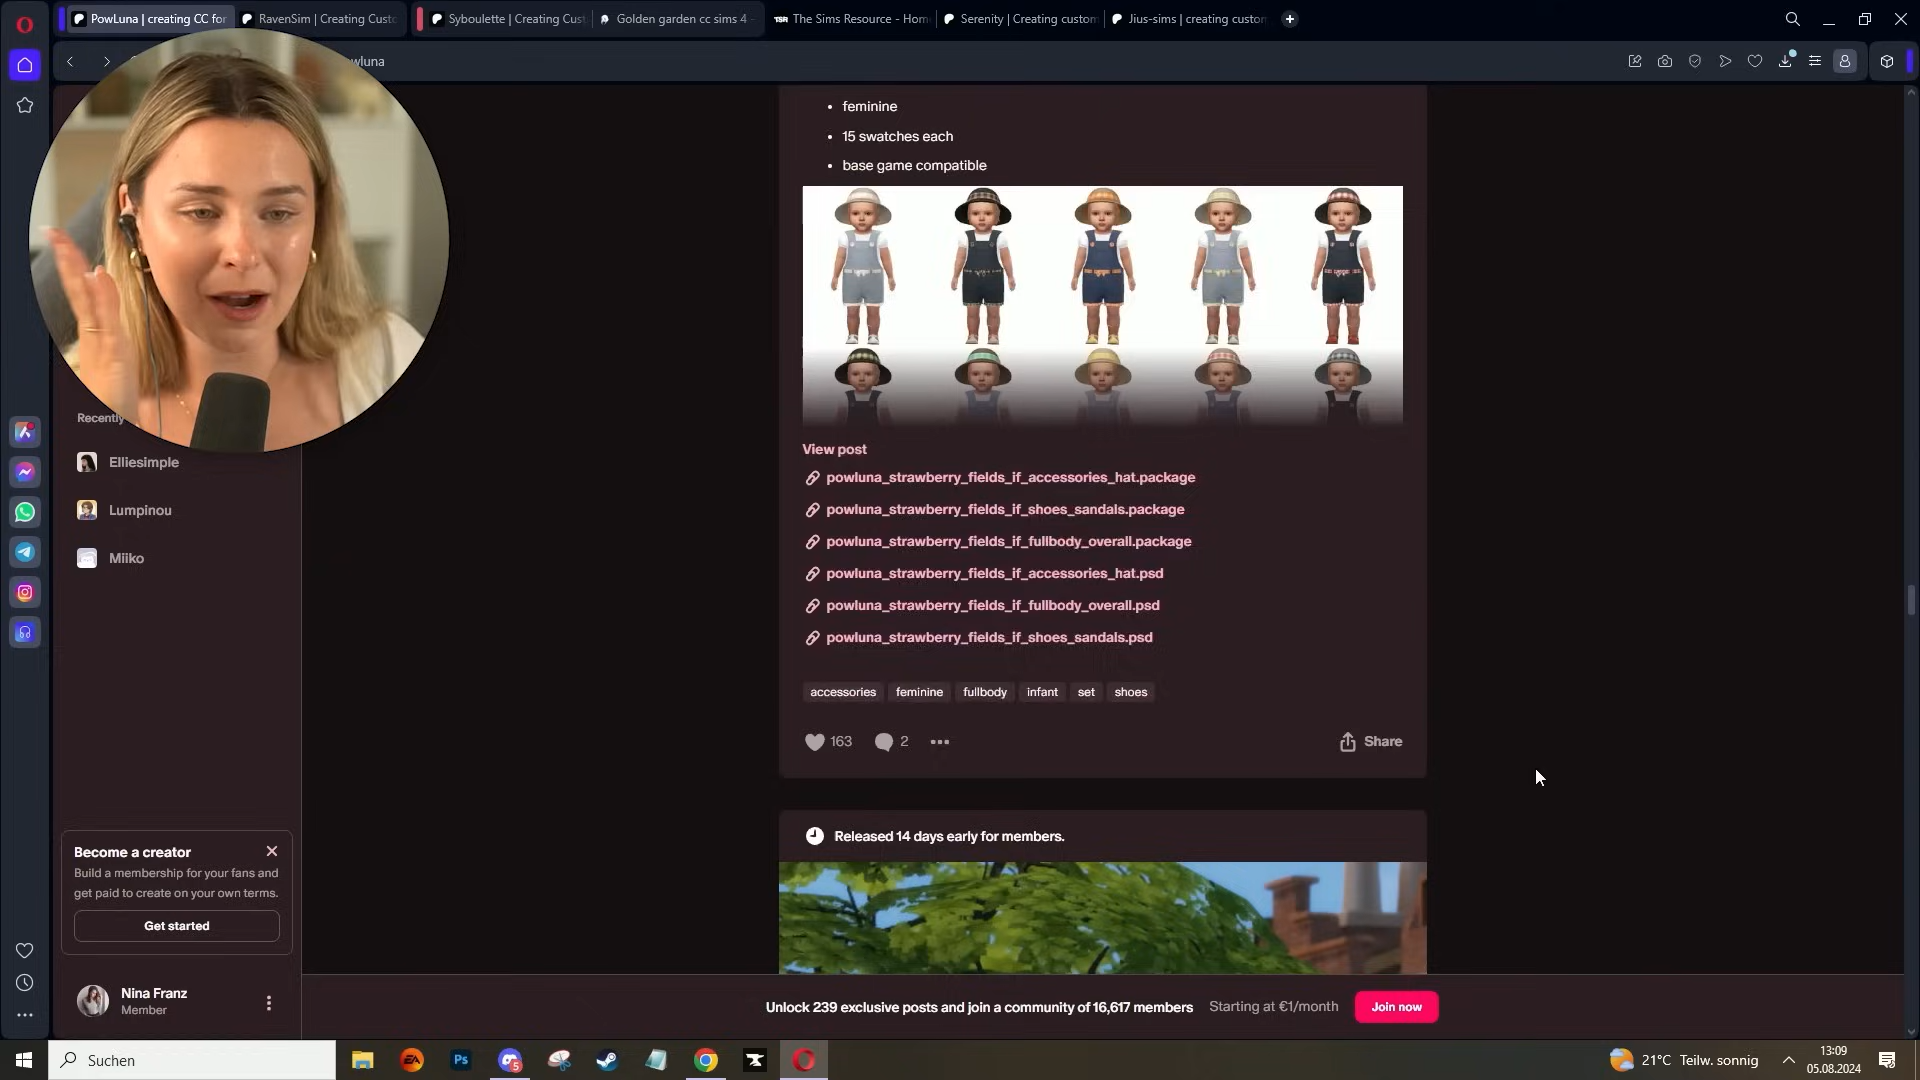 PowLuna | creating CC for
RavenSim | Creating Custo
Syboulette | Creating Cus
Golden garden cc sims 4 -
TSR
The Sims Resource - Hom
Serenity | Creating custom
Jius-sims | creating custom
wluna
feminine
15 swatches each
base game compatible
View post
powluna_strawberry_fields_if_accessories_hat.package
powluna_strawberry_fields_if_shoes_sandals.package
powluna_strawberry_fields_if_fullbody_overall.package
powluna_strawberry_fields_if_accessories_hat.psd
powluna_strawberry_fields_if_fullbody_overall.psd
powluna_strawberry_fields_if_shoes_sandals.psd
accessories feminine fullbody infant set shoes
163 2
Share
Released 14 days early for members.
Recently
Elliesimple
Lumpinou
Miiko
Become a creator
Build a membership for your fans and
get paid to create on your own terms.
Get started
Nina Franz
Member
Unlock 239 exclusive posts and join a community of 16,617 members Starting at €1/month Join now
Suchen
EA
Ps
5
21°C Teilw. sonnig
13:09
05.08.2024